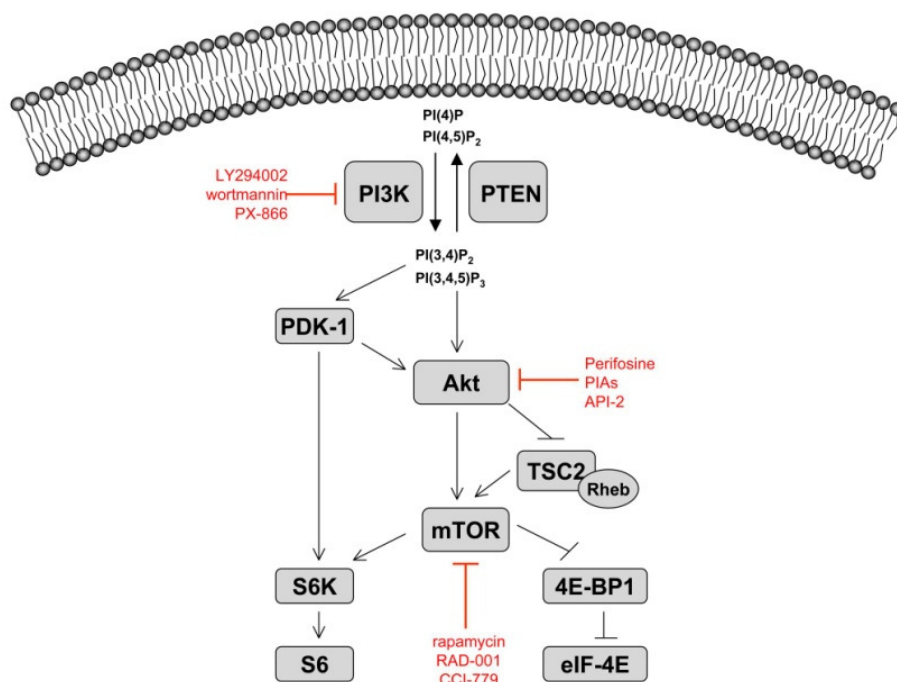 PI(4)P
PI(4,5)P₂
LY294002
wortmannin
PX-866
PI3K
PTEN
PI(3,4)P₂
PI(3,4,5)P₃
PDK-1
Akt
Perifosine
PIAs
API-2
TSC2
Rheb
mTOR
S6K
4E-BP1
rapamycin
RAD-001
CCI-779
S6
eIF-4E